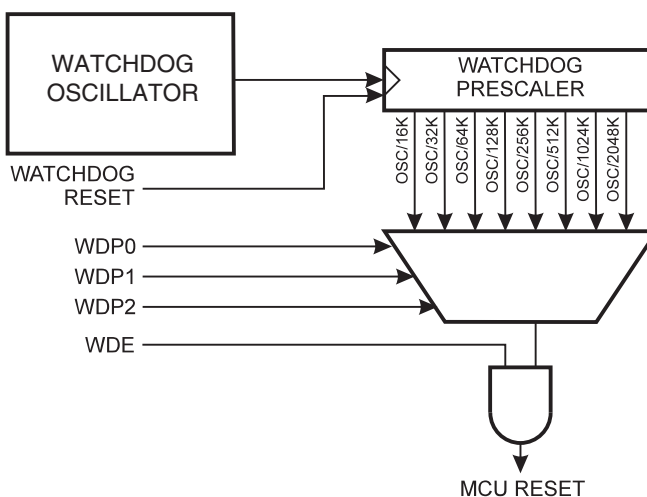 WATCHDOG
OSCILLATOR
WATCHDOG
PRESCALER
OSC/16K
OSC/32K
OSC/64K
OSC/128K
OSC/256K
OSC/512K
OSC/1024K
OSC/2048K
WATCHDOG
RESET
WDP0
WDP1
WDP2
WDE
MCU RESET